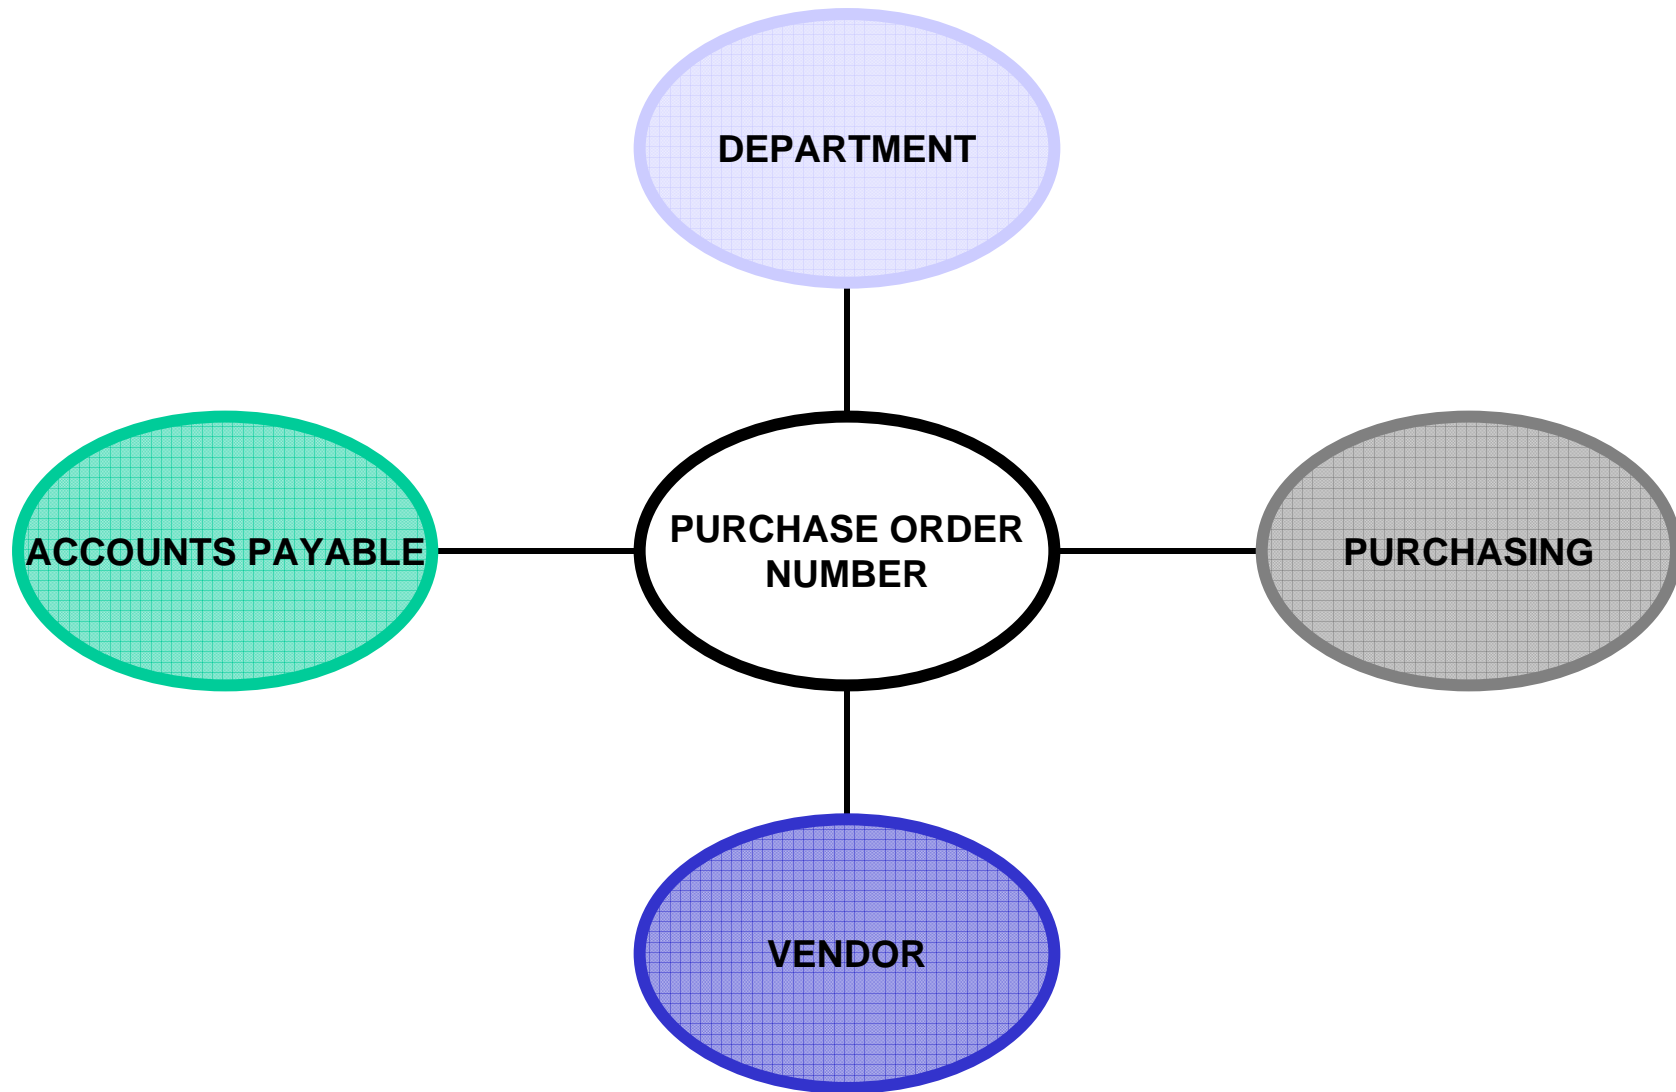 DEPARTMENT
ACCOUNTS PAYABLE
PURCHASE ORDER
NUMBER
PURCHASING
VENDOR